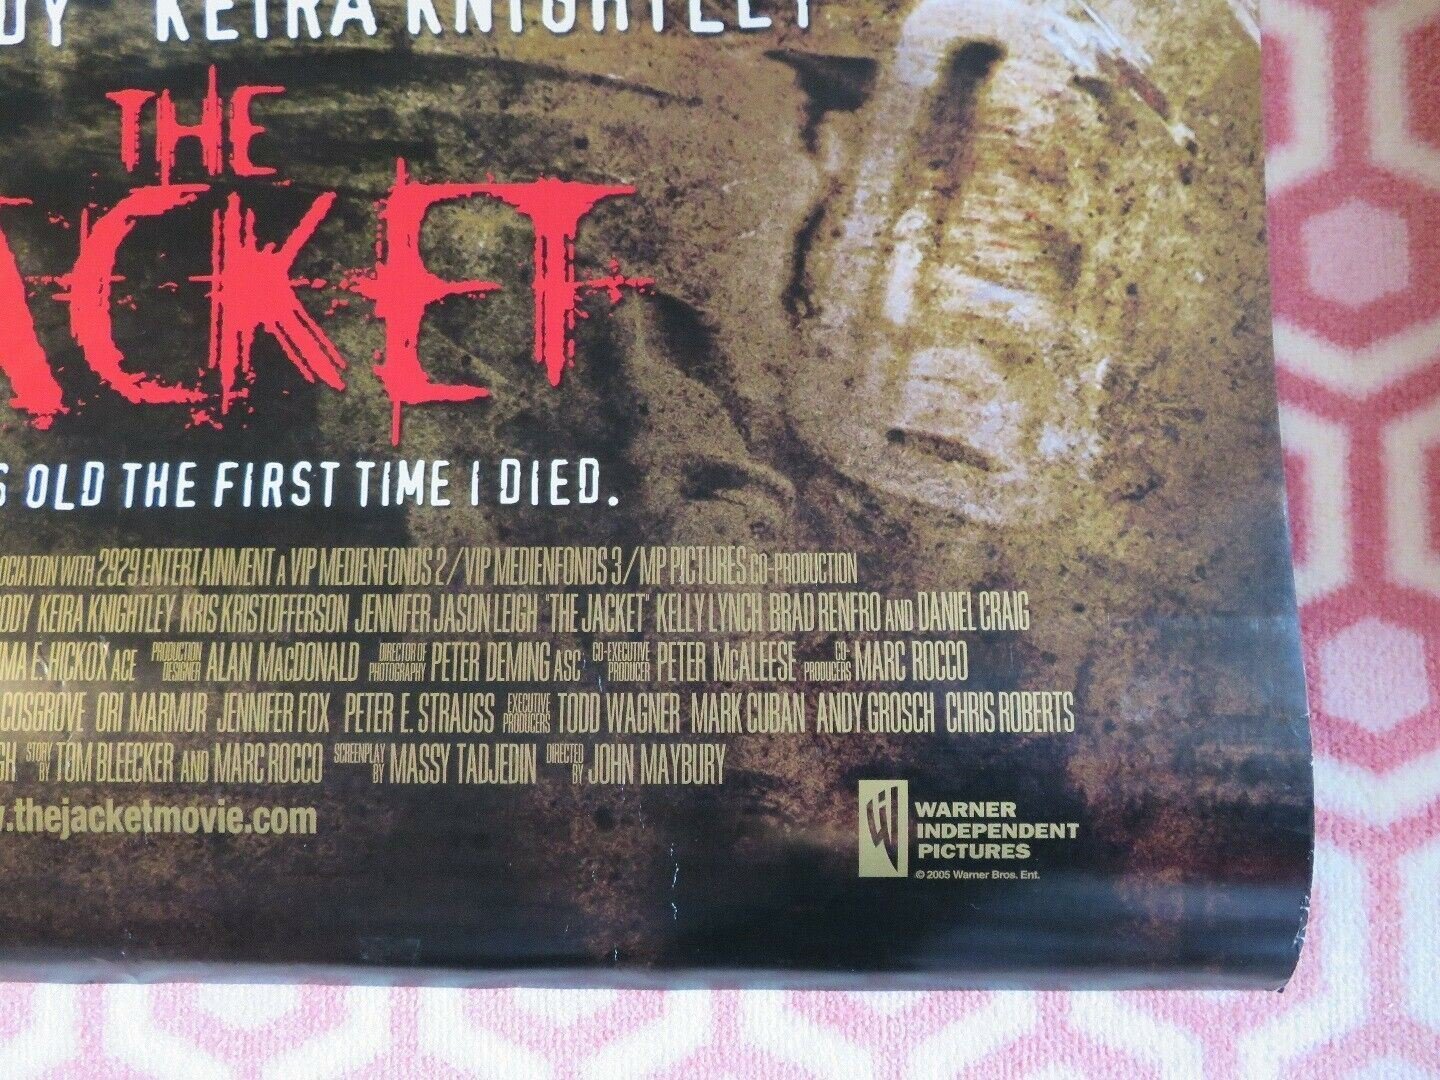 KEIRA KNIGHTLEY
THE
ACKET
OLD THE FIRST TIME I DIED.
WITH 2929 ENTERTAINMENT A VIP MEDIENFONDS 2/VIP MEDIENFONDS 3/MP PICTURES CO-PRODUCTION
KEIRA KNIGHTLEY KRIS KRISTOFFERSON JENNIFER JASON LEIGH "THE JACKET" KELLY LYNCH BRAD RENFRO AND DANIEL CRAIG
E. HICKOX ACE PRODUCTION DESIGNER ALAN MACDONALD DIRECTOR OF PHOTOGRAPHY PETER DEMING ASC CO-EXECUTIVE PRODUCER PETER McALEESE CO-PRODUCERS MARC ROCCO
COSGROVE ORI MARMUR JENNIFER FOX PETER E. STRAUSS EXECUTIVE PRODUCERS TODD WAGNER MARK CUBAN ANDY GROSCH CHRIS ROBERTS
STORY BY TOM BLEECKER AND MARC ROCCO SCREENPLAY BY MASSY TADJEDIN DIRECTED BY JOHN MAYBURY
.thejacketmovie.com
WARNER
INDEPENDENT
PICTURES
© 2005 Warner Bros. Ent.